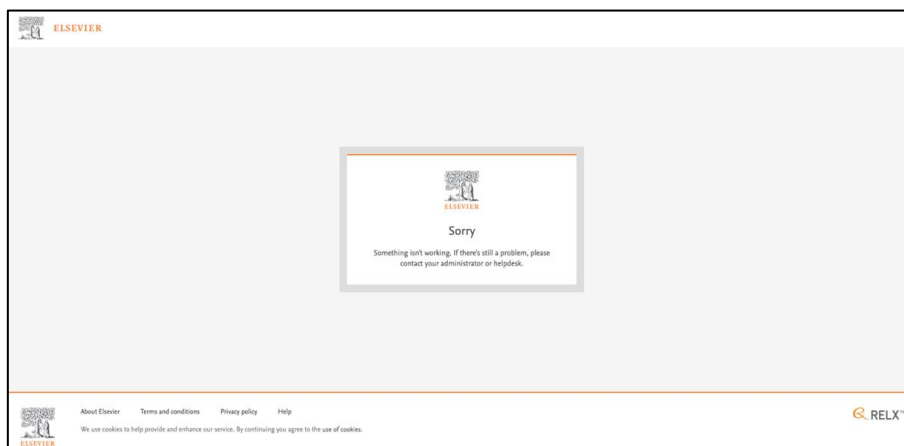 ELSEVIER
ELSEVIER
Sorry
Something isn't working. If there's still a problem, please
contact your administrator or helpdesk.
About Elsevier Terms and conditions Privacy policy Help
We use cookies to help provide and enhance our service. By continuing you agree to the use of cookies.
ELSEVIER
RELX™